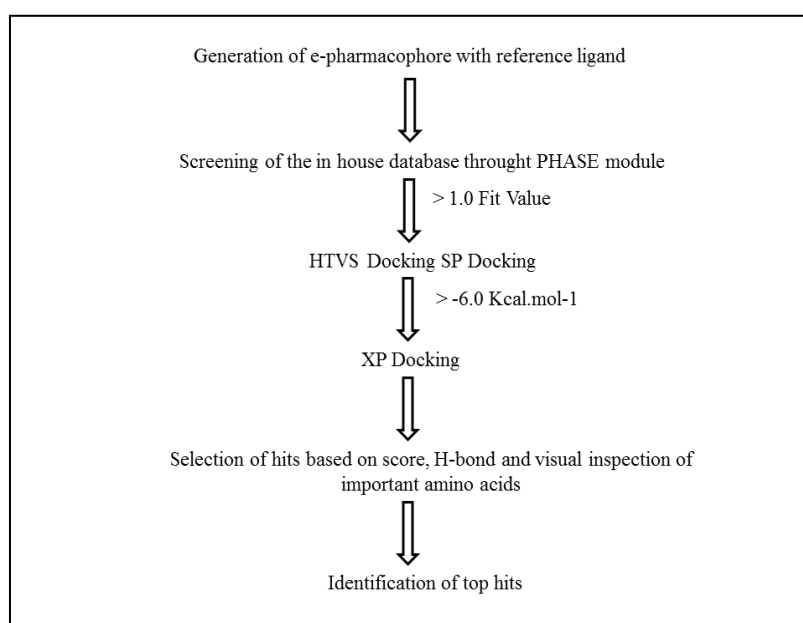 Generation of e-pharmacophore with reference ligand
Screening of the in house database throught PHASE module
> 1.0 Fit Value
HTVS Docking SP Docking
> -6.0 Kcal.mol-1
XP Docking
Selection of hits based on score, H-bond and visual inspection of
important amino acids
Identification of top hits